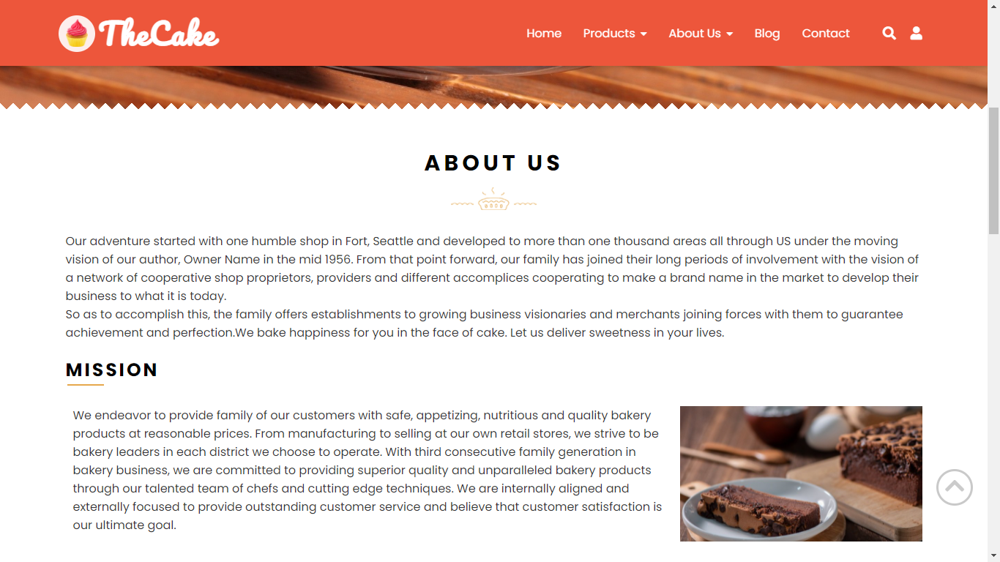 TheCake
Home Products About Us Blog Contact
ABOUT US
Our adventure started with one humble shop in Fort, Seattle and developed to more than one thousand areas all through US under the moving
vision of our author, Owner Name in the mid 1956. From that point forward, our family has joined their long periods of involvement with the vision of
a network of cooperative shop proprietors, providers and different accomplices cooperating to make a brand name in the market to develop their
business to what it is today.
So as to accomplish this, the family offers establishments to growing business visionaries and merchants joining forces with them to guarantee
achievement and perfection.We bake happiness for you in the face of cake. Let us deliver sweetness in your lives.
MISSION
We endeavor to provide family of our customers with safe, appetizing, nutritious and quality bakery
products at reasonable prices. From manufacturing to selling at our own retail stores, we strive to be
bakery leaders in each district we choose to operate. With third consecutive family generation in
bakery business, we are committed to providing superior quality and unparalleled bakery products
through our talented team of chefs and cutting edge techniques. We are internally aligned and
externally focused to provide outstanding customer service and believe that customer satisfaction is
our ultimate goal.